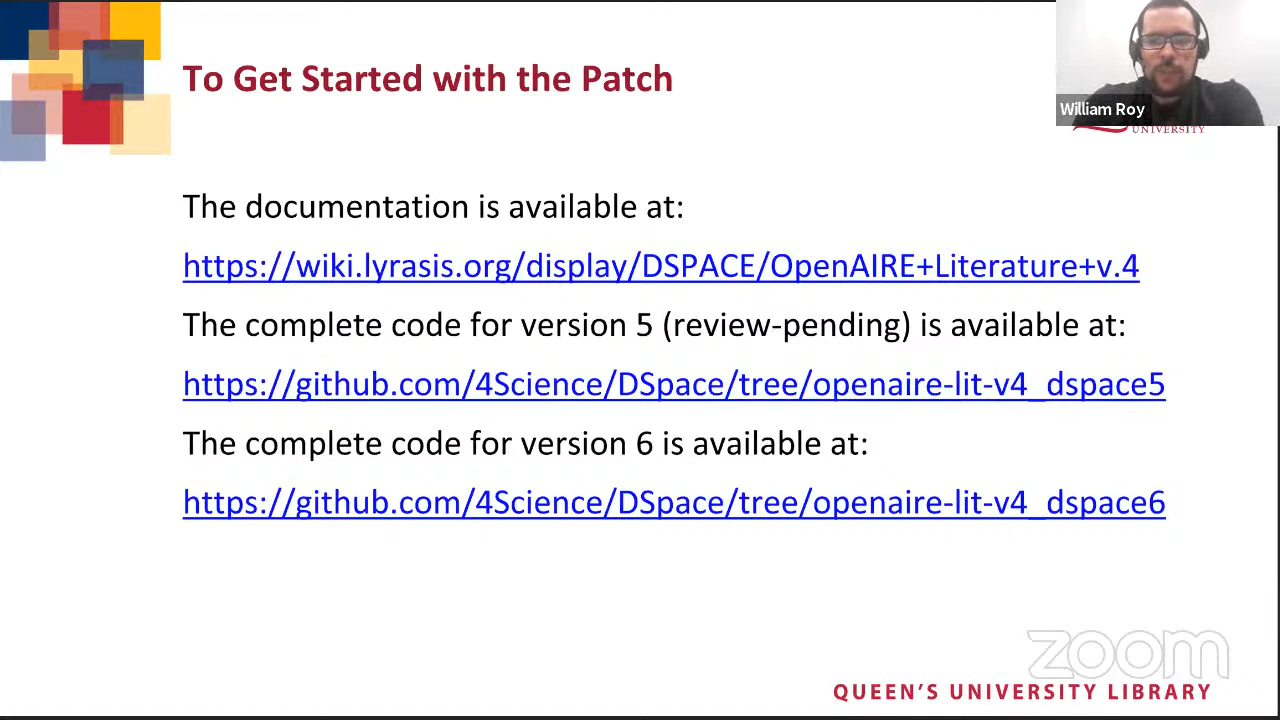 To Get Started with the Patch
William Roy
UNIVERSITY
The documentation is available at:
https://wiki.lyrasis.org/display/DSPACE/OpenAIRE+Literature+v.4
The complete code for version 5 (review-pending) is available at:
https://github.com/4Science/DSpace/tree/openaire-lit-v4_dspace5
The complete code for version 6 is available at:
https://github.com/4Science/DSpace/tree/openaire-lit-v4_dspace6
zoom
QUEEN'S UNIVERSITY LIBRARY